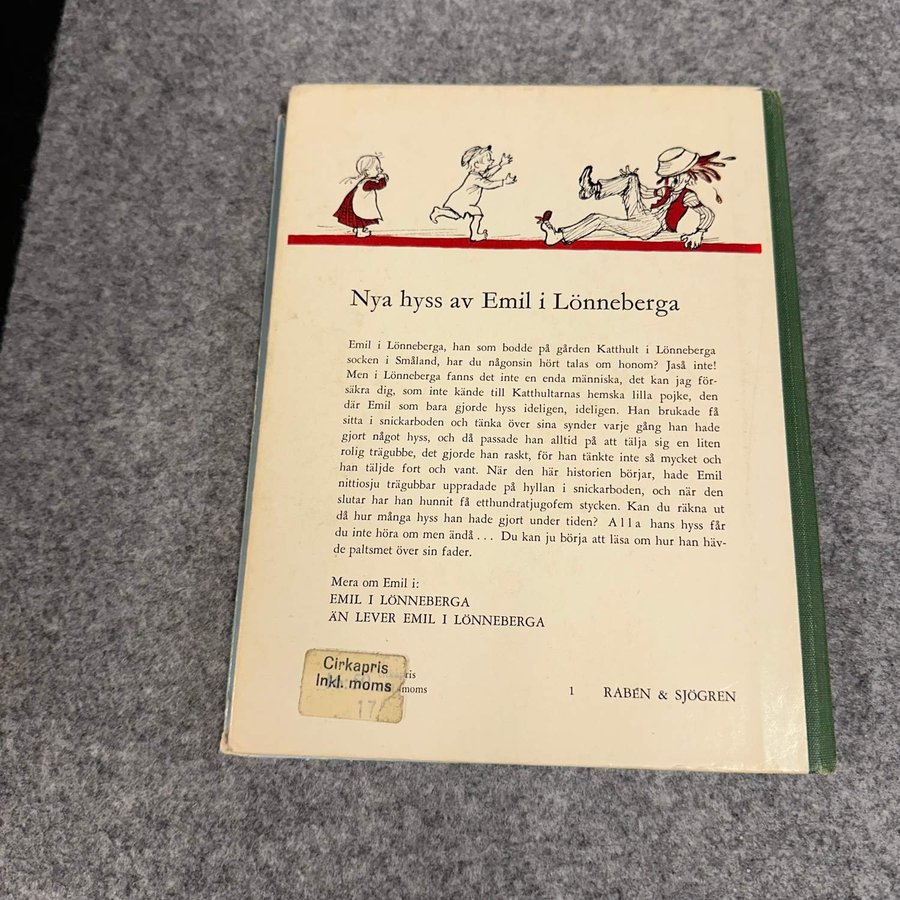 Nya hyss av Emil i Lönneberga
Emil i Lönneberga, han som bodde på gården Katthult i Lönneberga
socken i Småland, har du någonsin hört talas om honom? Jaså inte!
Men i Lönneberga fanns det inte en enda människa, det kan jag för-
säkra dig, som inte kände till Katthultarnas hemska lilla pojke, den
där Emil som bara gjorde hyss ideligen, ideligen. Han brukade få
sitta i snickarboden och tänka över sina synder varje gång han hade
gjort något hyss, och då passade han alltid på att tälja sig en liten
rolig trägubbe, det gjorde han raskt, för han tänkte inte så mycket och
han täljde fort och vant. När den här historien börjar, hade Emil
nittiosju trägubbar uppradade på hyllan i snickarboden, och när den
slutar har han hunnit få etthundratjugofem stycken. Kan du räkna ut
då hur många hyss han hade gjort under tiden? Alla hans hyss får
du inte höra om men ändå... Du kan ju börja att läsa om hur han häv-
de paltsmet över sin fader.
Mera om Emil i:
EMIL I LÖNNEBERGA
ÄN LEVER EMIL I LÖNNEBERGA
Cirkapris
Inkl. moms
17
ris
moms
1 RABÉN & SJÖGREN